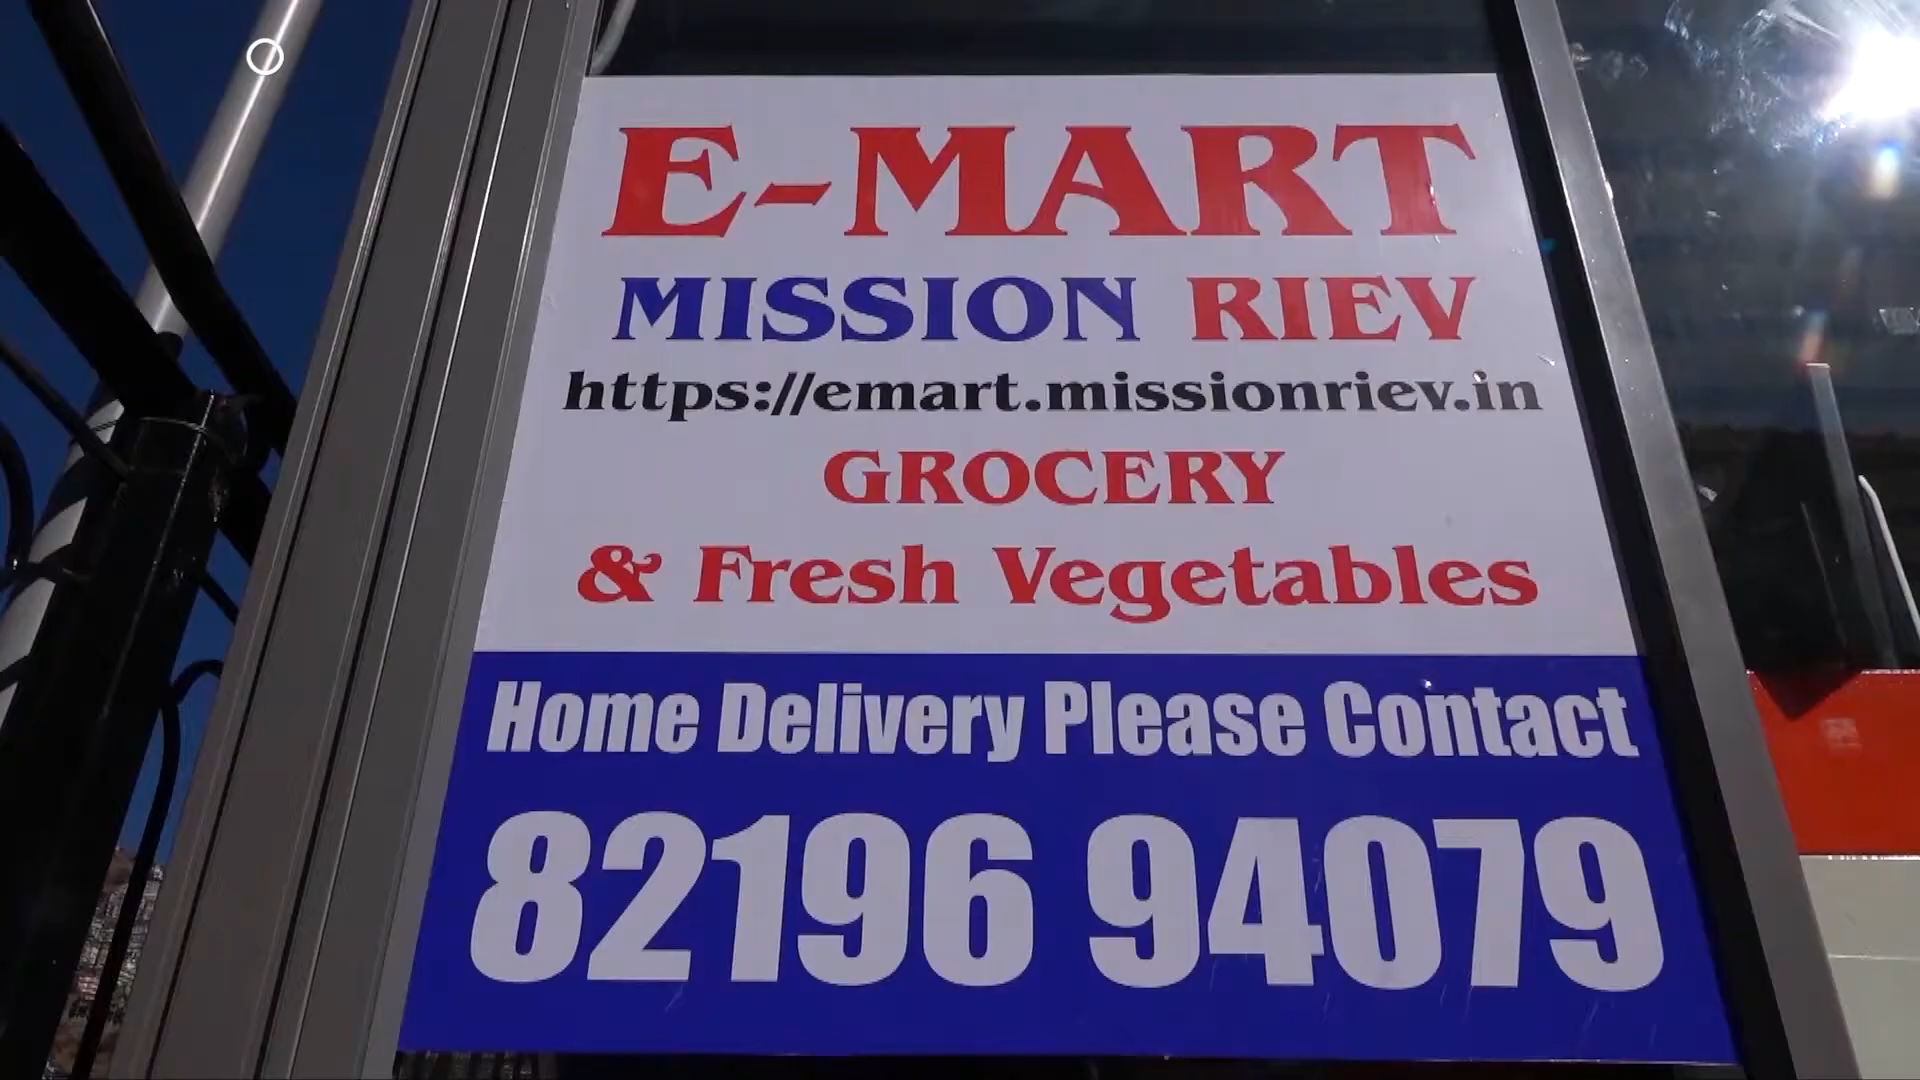 E-MART
MISSION RIEV
https://emart.missionriev.in
GROCERY
& Fresh Vegetables
Home Delivery Please Contact
82196 94079